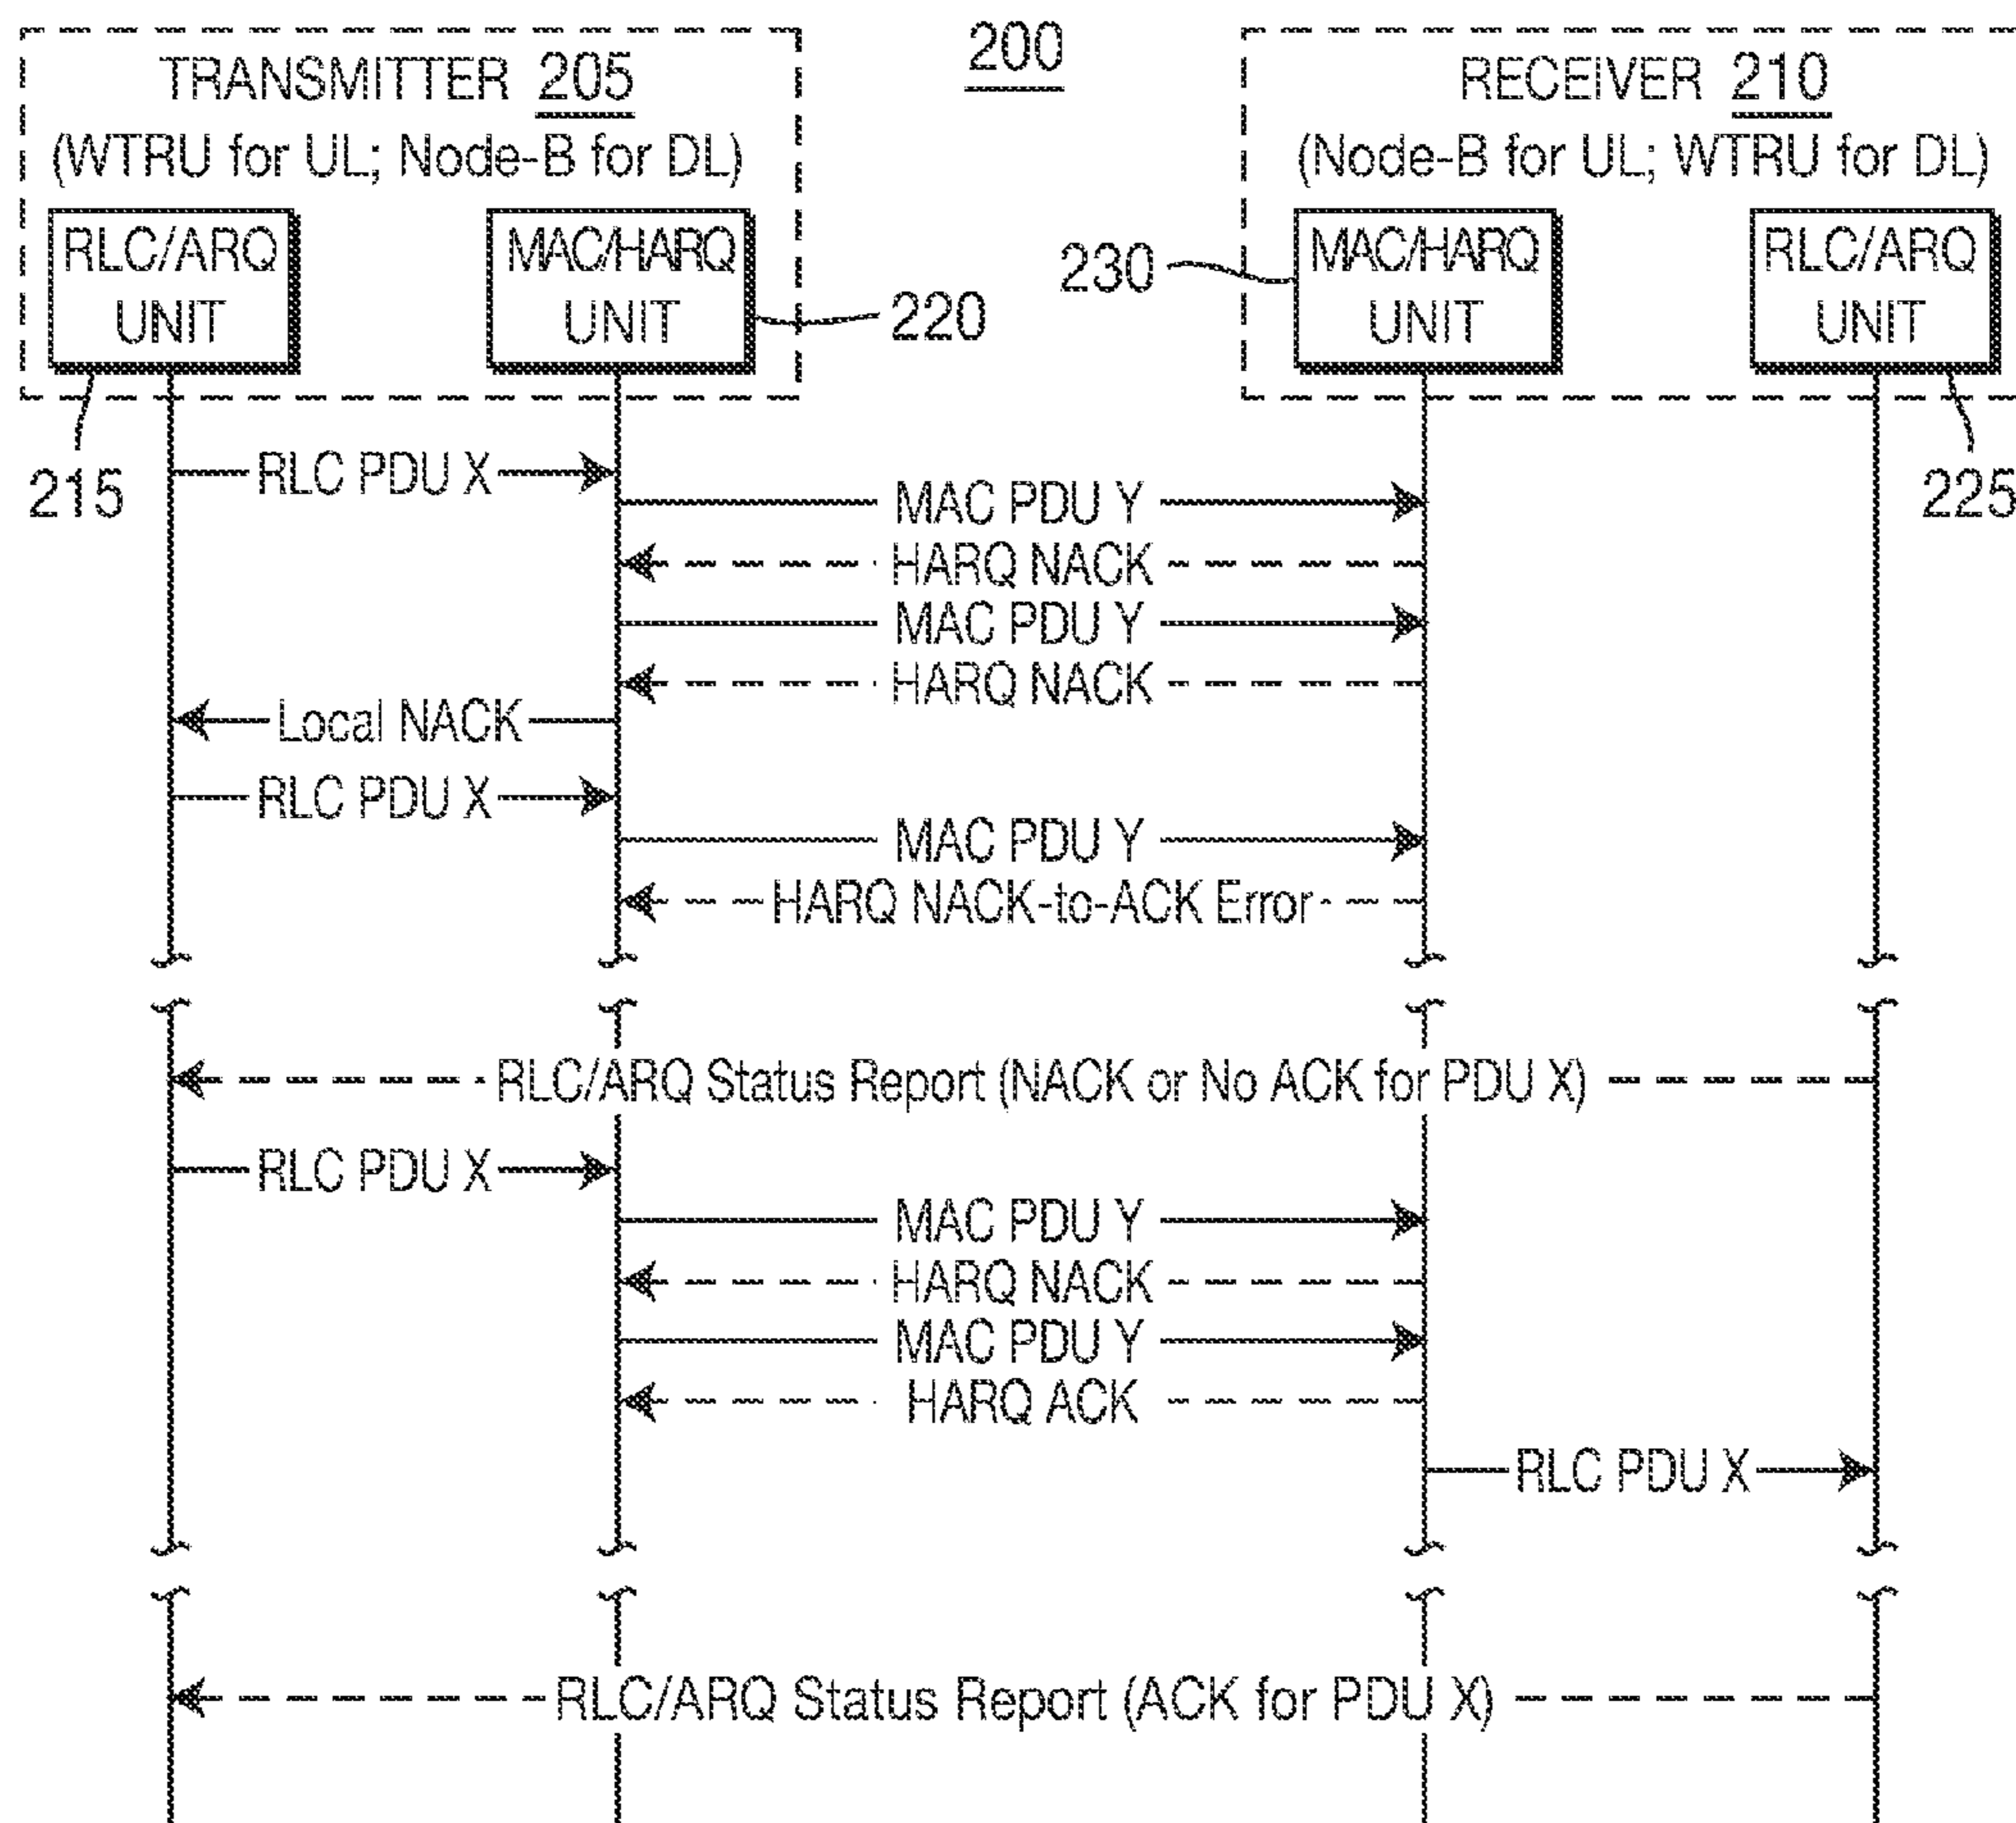 200
TRANSMITTER 205
(WTRU for UL; Node-B for DL)
RLC/ARQ
UNIT
MAC/HARQ
UNIT
215
220
RECEIVER 210
(Node-B for UL; WTRU for DL)
MAC/HARQ
UNIT
RLC/ARQ
UNIT
230
225
RLC PDU X
MAC PDU Y
HARQ NACK
MAC PDU Y
HARQ NACK
Local NACK
RLC PDU X
MAC PDU Y
HARQ NACK-to-ACK Error
RLC/ARQ Status Report (NACK or No ACK for PDU X)
RLC PDU X
MAC PDU Y
HARQ NACK
MAC PDU Y
HARQ ACK
RLC PDU X
RLC/ARQ Status Report (ACK for PDU X)